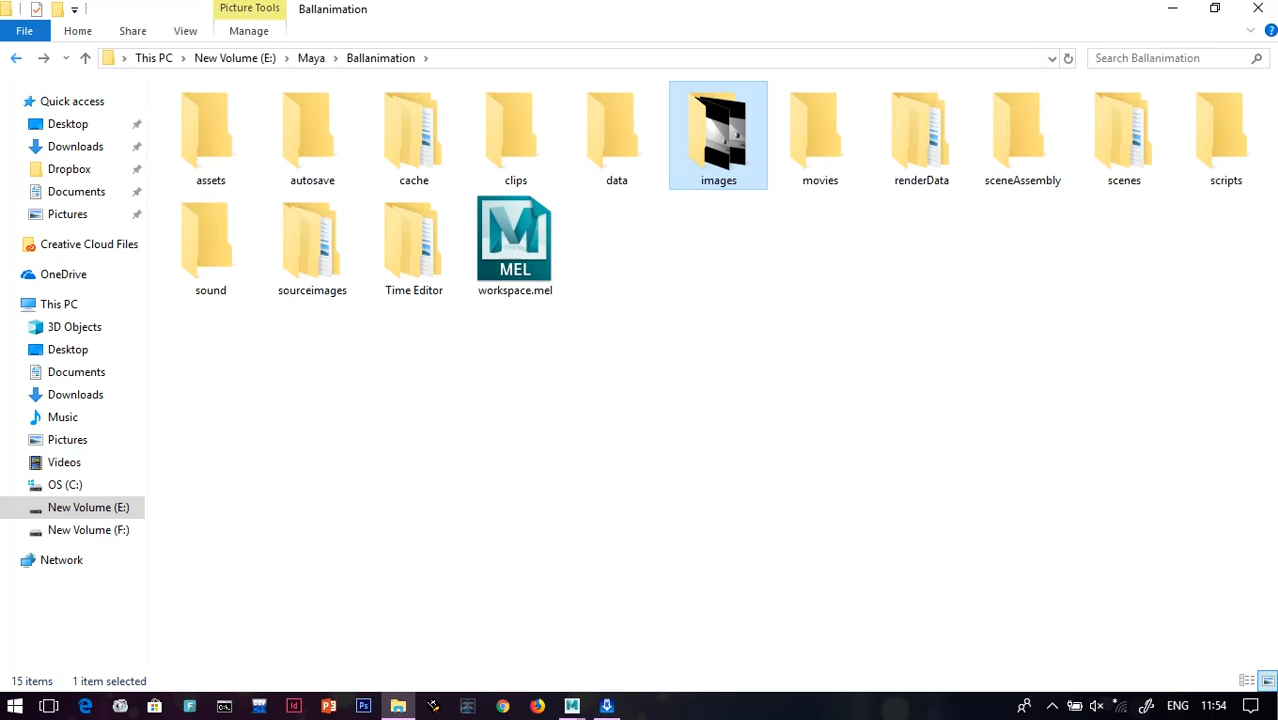 Picture Tools
Ballanimation
File
Home
Share
View
Manage
This PC
New Volume (E:)
Maya
Ballanimation
Search Ballanimation
Quick access
Desktop
Downloads
Dropbox
Documents
Pictures
Creative Cloud Files
OneDrive
This PC
3D Objects
Desktop
Documents
Downloads
Music
Pictures
Videos
OS (C:)
New Volume (E:)
New Volume (F:)
Network
assets
autosave
cache
clips
data
images
movies
renderData
sceneAssembly
scenes
scripts
sound
sourceimages
Time Editor
M
MEL
workspace.mel
15 items
1 item selected
ENG
11:54